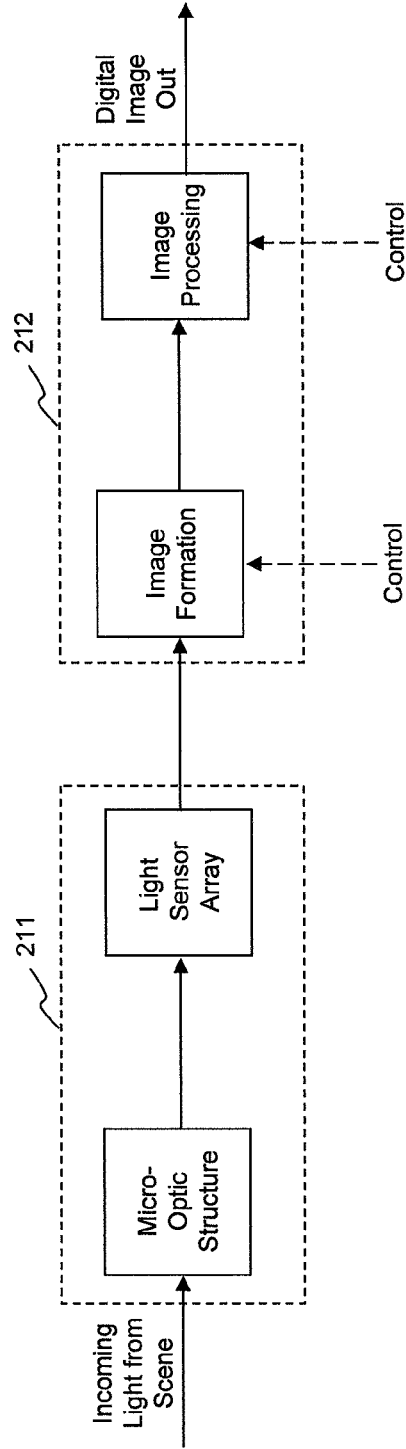 Incoming
Light from
Scene
211
Micro-
Optic
Structure
Light
Sensor
Array
212
Image
Formation
Image
Processing
Digital
Image
Out
Control
Control